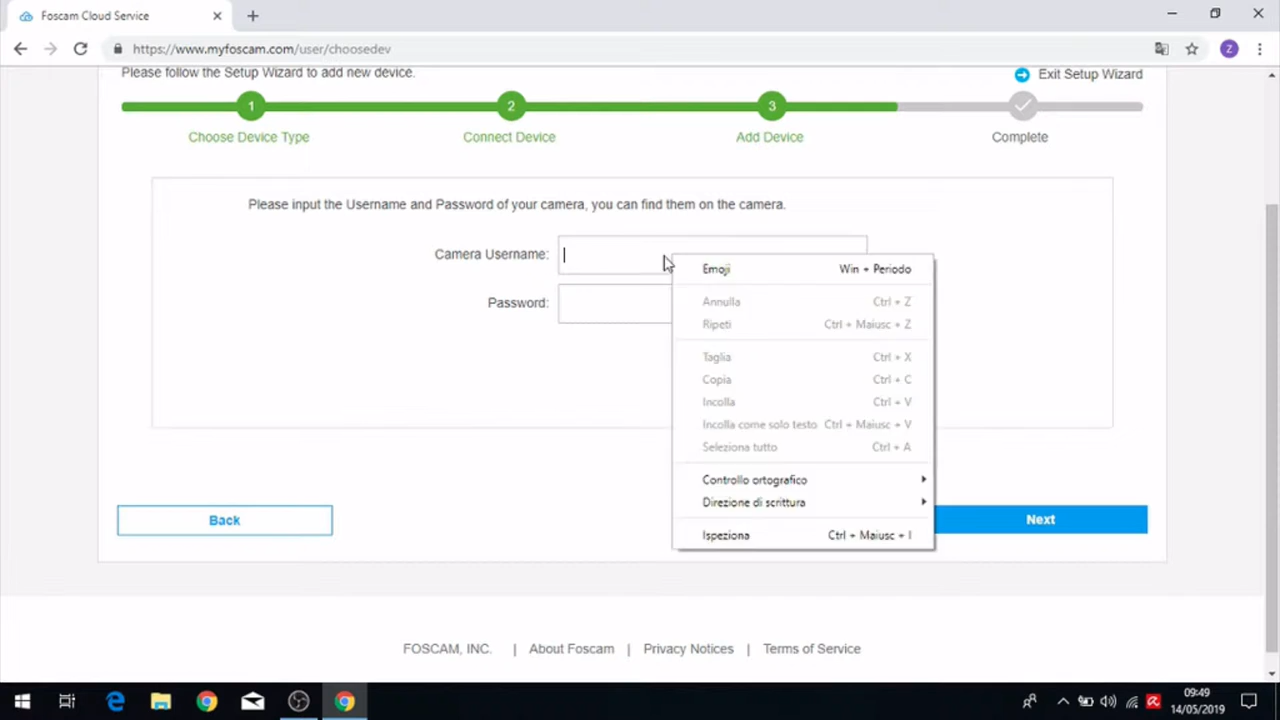 Foscam Cloud Service
https://www.myfoscam.com/user/choosedev
Z
Please follow the Setup Wizard to add new device.
Exit Setup Wizard
1
2
3
Choose Device Type
Connect Device
Add Device
Complete
Please input the Username and Password of your camera, you can find them on the camera.
Camera Username:
Password:
Emoji Win + Periodo
Annulla Ctrl + Z
Ripeti Ctrl + Maiusc + Z
Taglia Ctrl + X
Copia Ctrl + C
Incolla Ctrl + V
Incolla come solo testo Ctrl + Maiusc + V
Seleziona tutto Ctrl + A
Controllo ortografico
Direzione di scrittura
Ispeziona Ctrl + Maiusc + I
Back
Next
FOSCAM, INC. | About Foscam | Privacy Notices | Terms of Service
09:49
14/05/2019